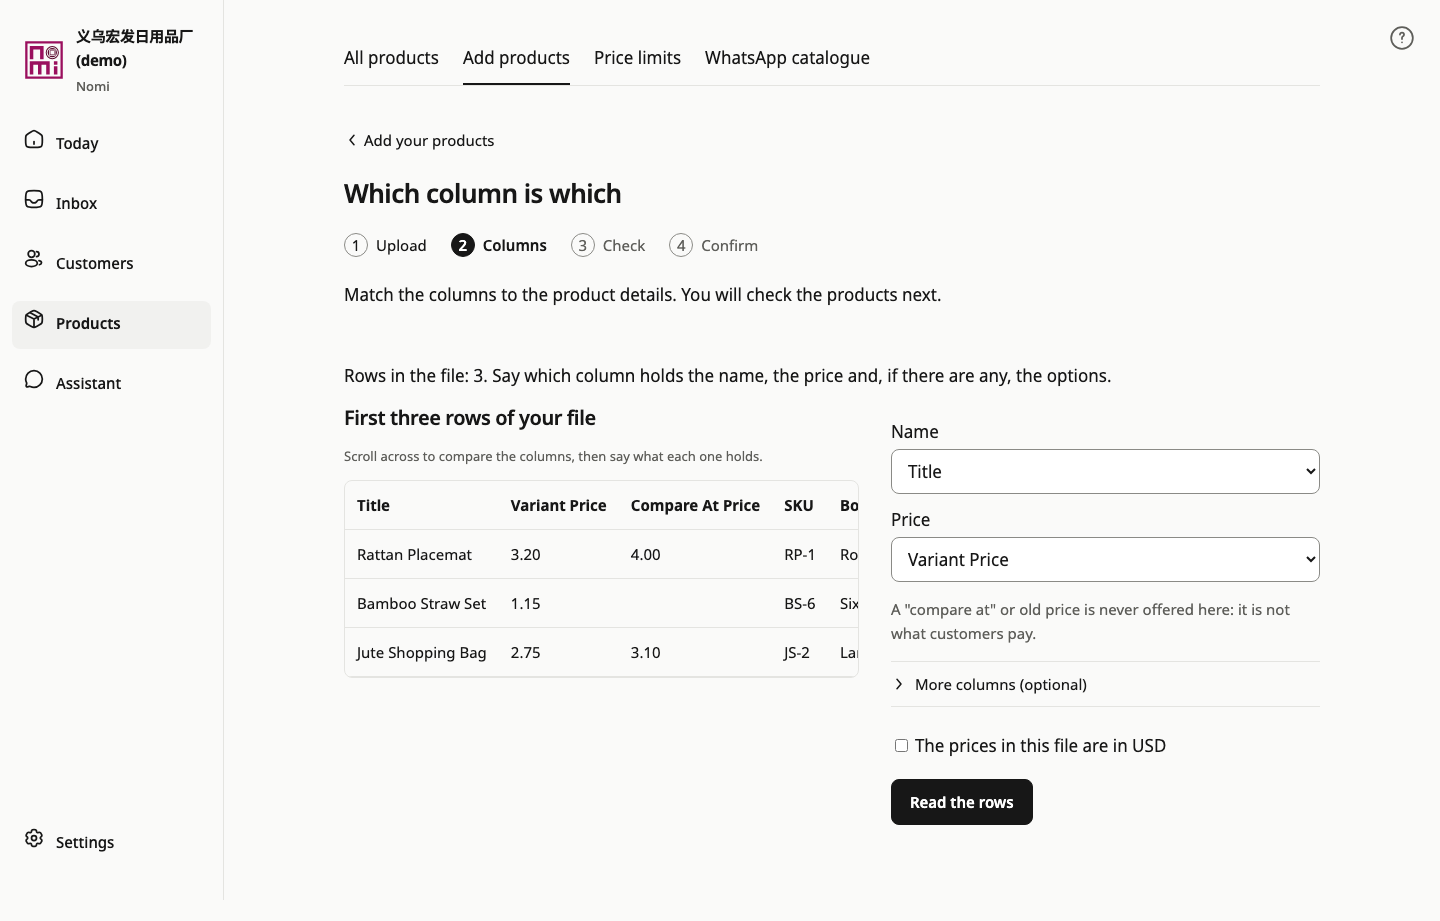 义乌宏发日用品厂
(demo)
Nomi
Today
Inbox
Customers
Products
Assistant
Settings
All products
Add products
Price limits
WhatsApp catalogue
Add your products
Which column is which
1 Upload
2 Columns
3 Check
4 Confirm
Match the columns to the product details. You will check the products next.
Rows in the file: 3. Say which column holds the name, the price and, if there are any, the options.
First three rows of your file
Scroll across to compare the columns, then say what each one holds.
Title Variant Price Compare At Price SKU Bo
Rattan Placemat 3.20 4.00 RP-1 Ro
Bamboo Straw Set 1.15 BS-6 Six
Jute Shopping Bag 2.75 3.10 JS-2
Name
Title
Price
Variant Price
A "compare at" or old price is never offered here: it is not
what customers pay.
More columns (optional)
The prices in this file are in USD
Read the rows